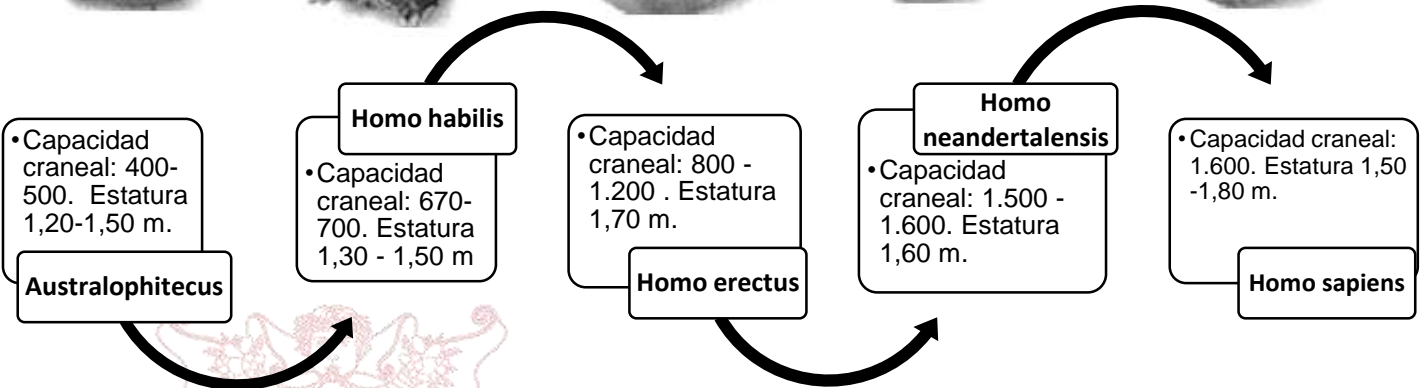 •Capacidad
craneal: 400-
500. Estatura
1,20-1,50 m.
Australophitecus
Homo habilis
•Capacidad
craneal: 670-
700. Estatura
1,30 - 1,50 m
•Capacidad
craneal: 800 -
1.200 . Estatura
1,70 m.
Homo erectus
Homo
neandertalensis
•Capacidad
craneal: 1.500 -
1.600. Estatura
1,60 m.
•Capacidad craneal:
1.600. Estatura 1,50
-1,80 m.
Homo sapiens